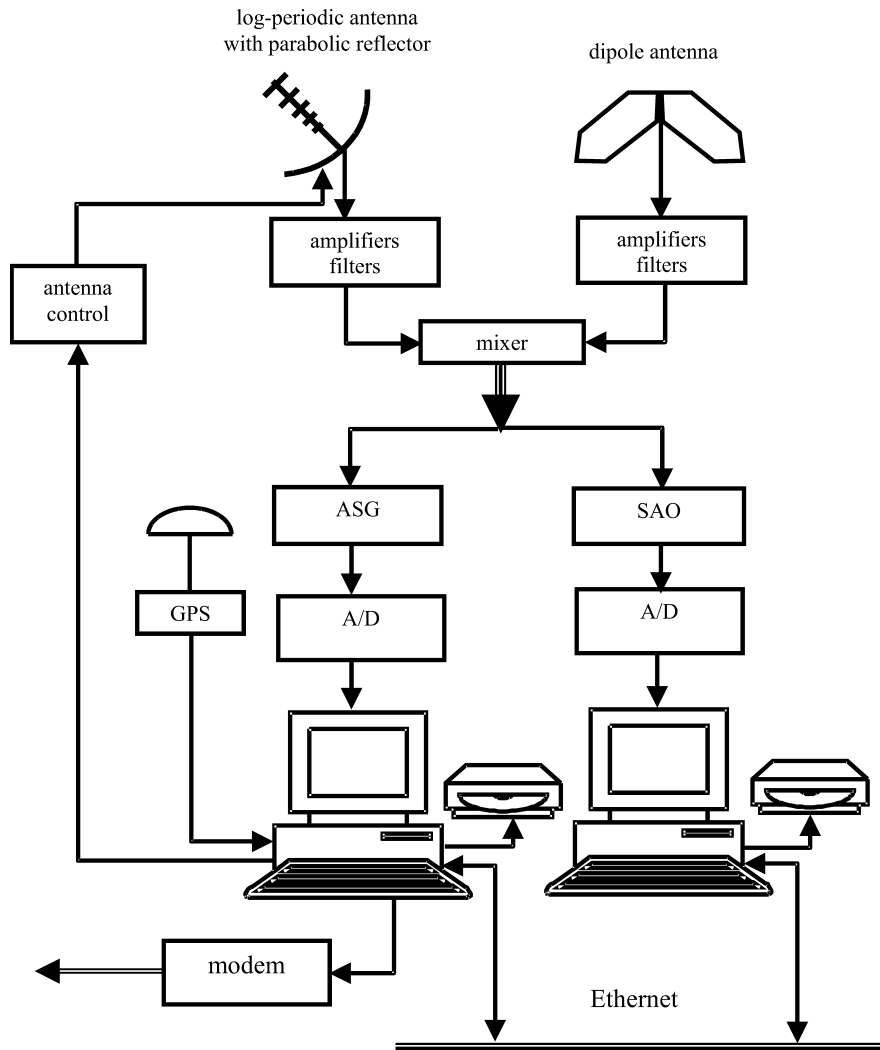 log-periodic antenna
with parabolic reflector
dipole antenna
amplifiers
filters
amplifiers
filters
antenna
control
mixer
ASG
SAO
GPS
A/D
A/D
modem
Ethernet